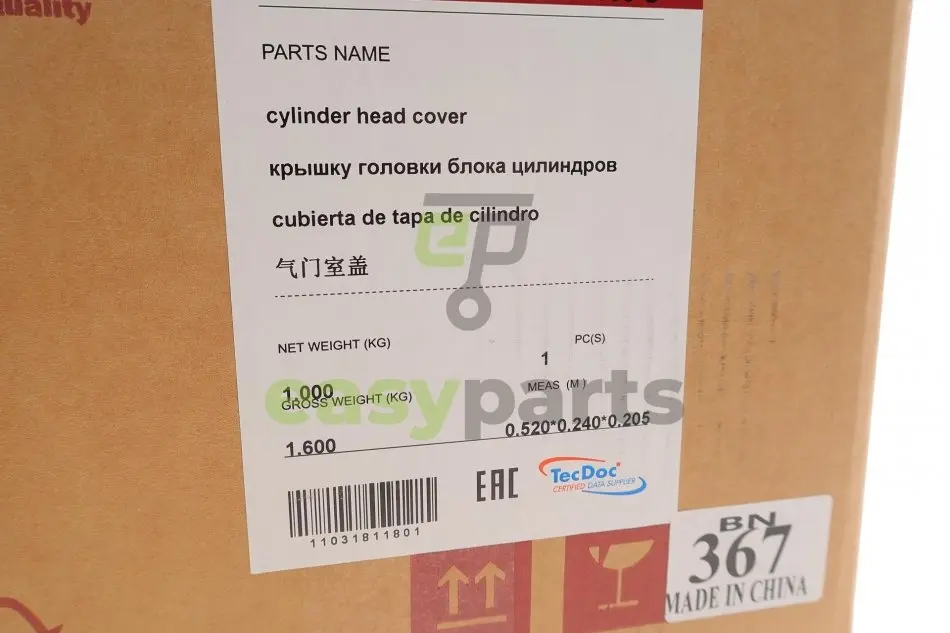 quality
PARTS NAME
cylinder head cover
крышку головки блока цилиндров
cubierta de tapa de cilindro
气门室盖
NET WEIGHT (KG)
PC(S)
1
1.000
MEAS (M)
GROSS WEIGHT (KG)
0.520*0.240*0.205
1.600
EAC
TecDoc
CERTIFIED DATA SUPPLIER
11031811801
BN
367
MADE IN CHINA
ep
easyparts